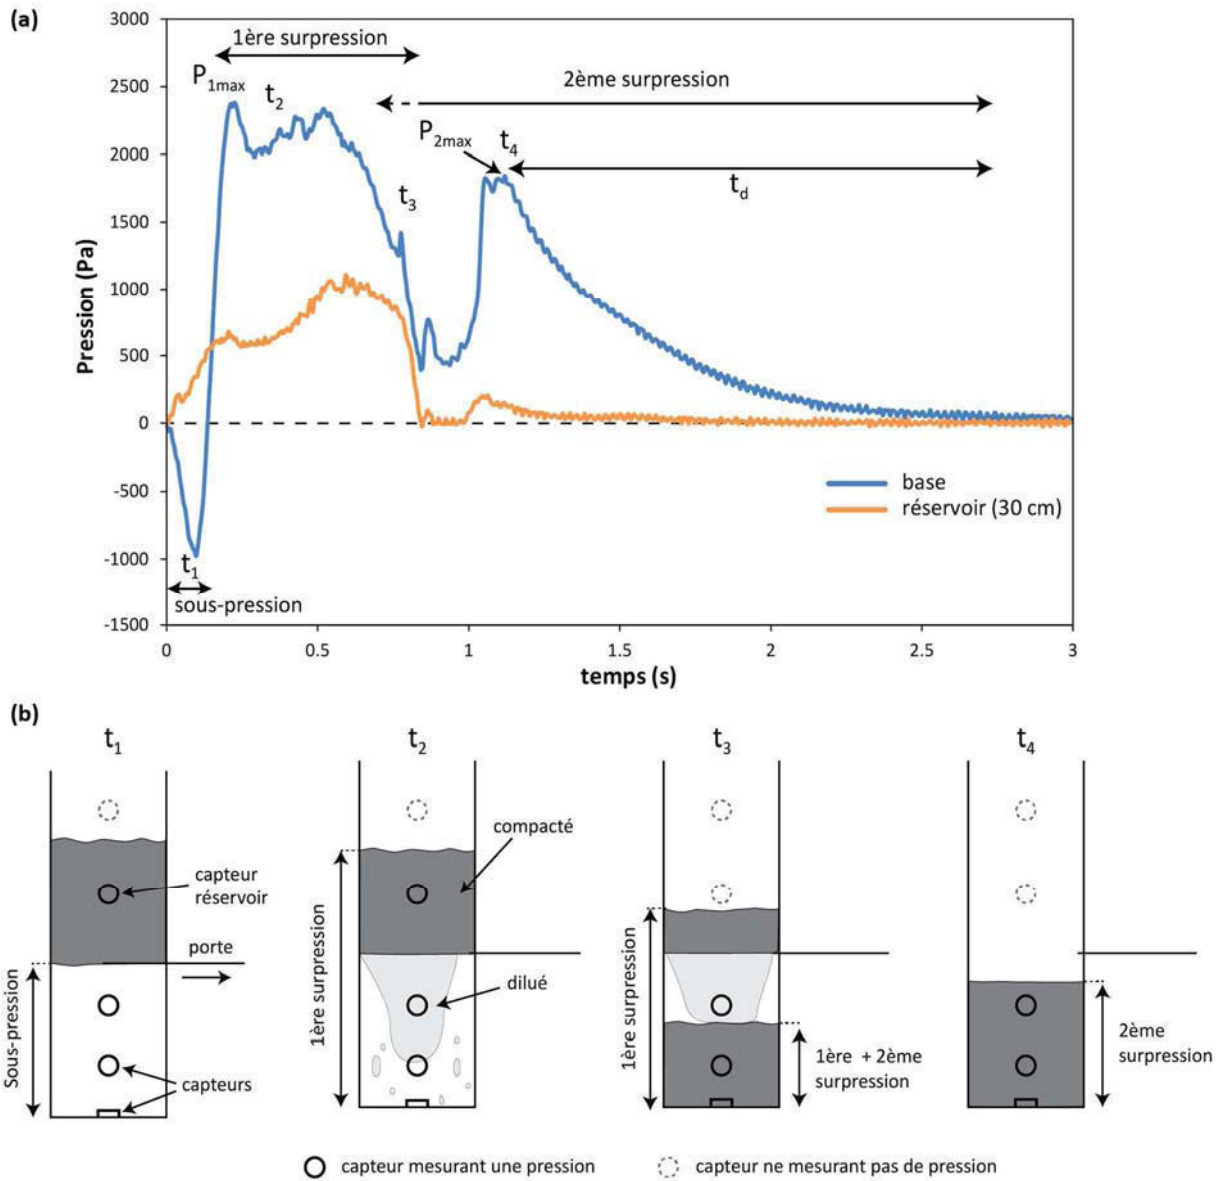 (a)
3000
2500
2000
1500
1000
500
0
-500
-1000
-1500
Pression (Pa)
1ère surpression
2ème surpression
P1max
t2
t3
P2max
t4
td
t1
sous-pression
base
réservoir (30 cm)
0
0.5
1
1.5
2
2.5
3
temps (s)
(b)
t1
t2
t3
t4
capteur
réservoir
porte
Sous-pression
capteurs
1ère surpression
compacté
dilué
1ère surpression
1ère + 2ème
surpression
2ème
surpression
capteur mesurant une pression
capteur ne mesurant pas de pression